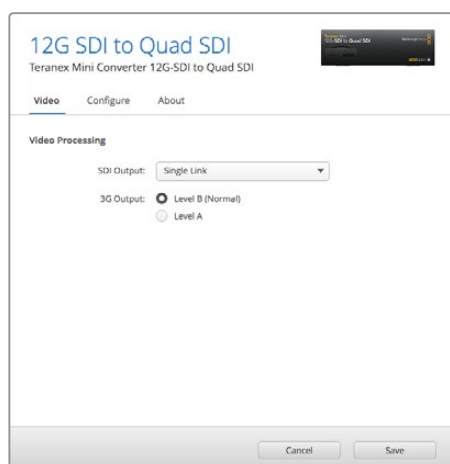 12G SDI to Quad SDI
Teranex Mini Converter 12G-SDI to Quad SDI
Video Configure About
Video Processing
SDI Output: Single Link
3G Output: Level B (Normal)
Level A
Cancel Save